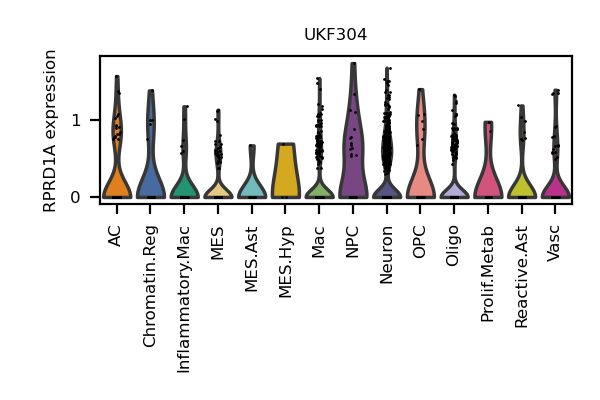 UKF304
RPRD1A expression
1
0
AC
Chromatin.Reg
Inflammatory.Mac
MES
MES.Ast
MES.Hyp
Mac
NPC
Neuron
OPC
Oligo
Prolif.Metab
Reactive.Ast
Vasc